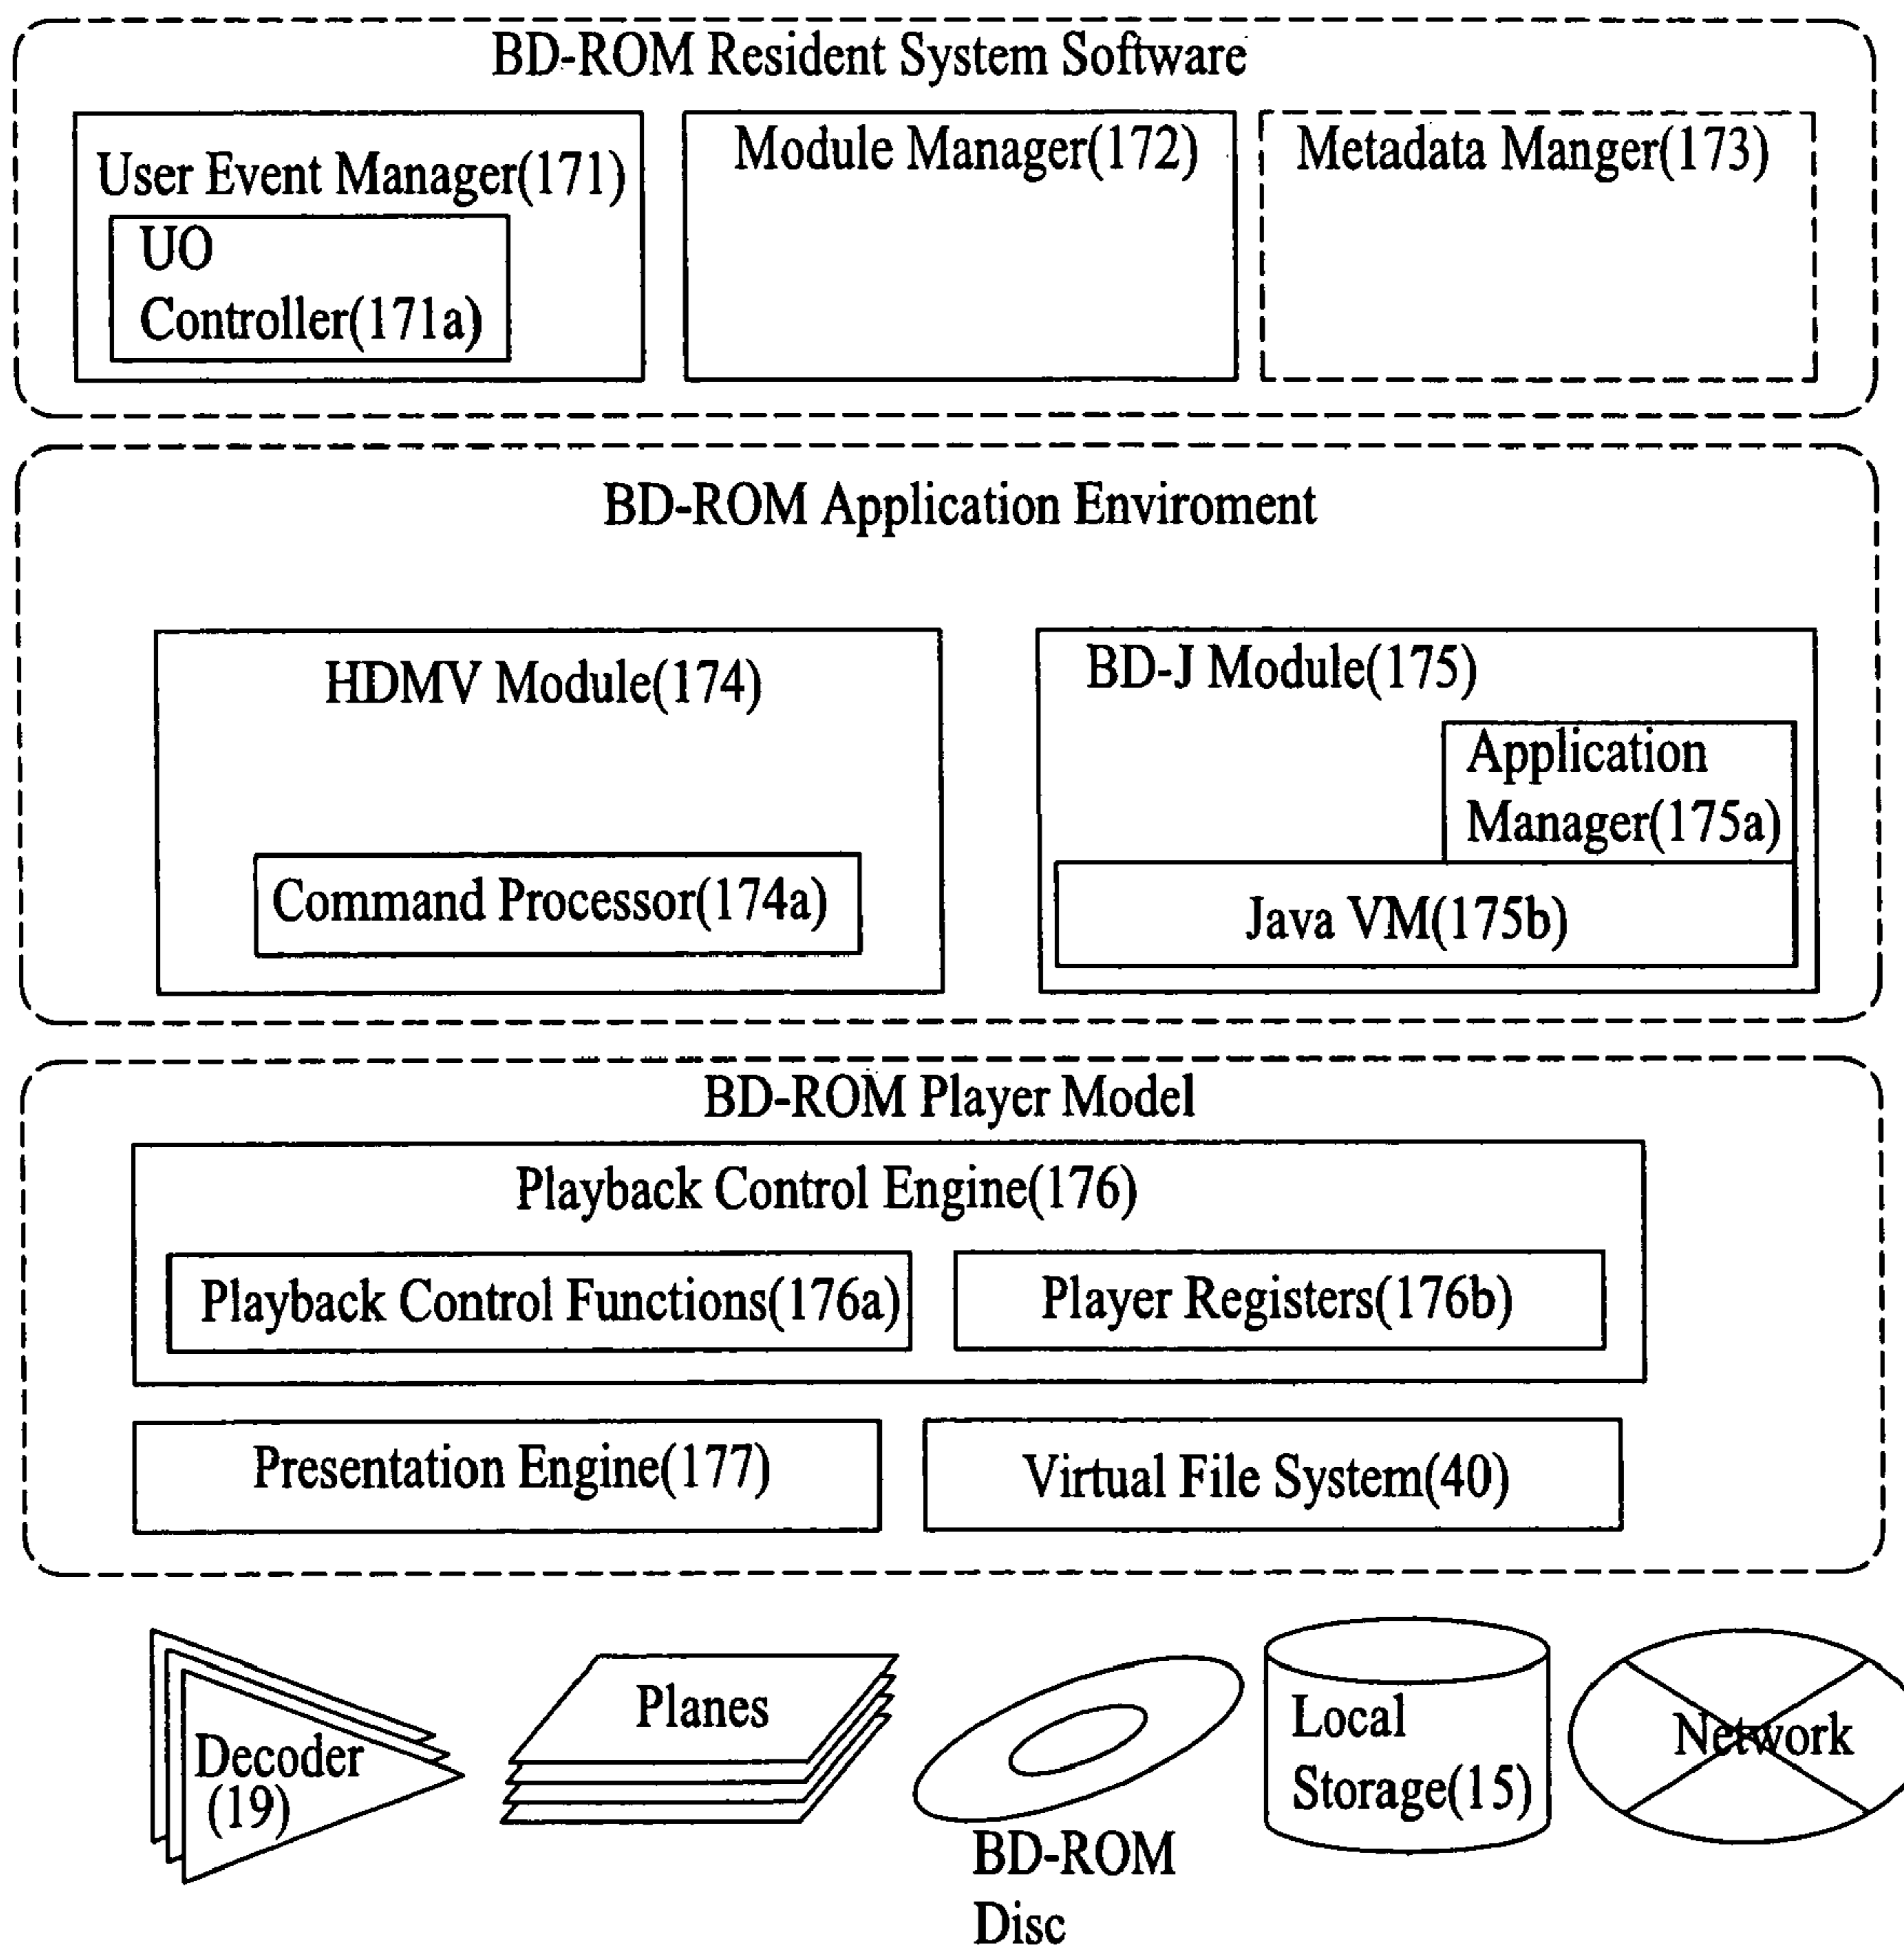 BD-ROM Resident System Software
User Event Manager(171)
UO
Controller(171a)
Module Manager(172)
Metadata Manger(173)
BD-ROM Application Enviroment
HDMV Module(174)
Command Processor(174a)
BD-J Module(175)
Application
Manager(175a)
Java VM(175b)
BD-ROM Player Model
Playback Control Engine(176)
Playback Control Functions(176a)
Player Registers(176b)
Presentation Engine(177)
Virtual File System(40)
Decoder
(19)
Planes
BD-ROM
Disc
Local
Storage(15)
Network